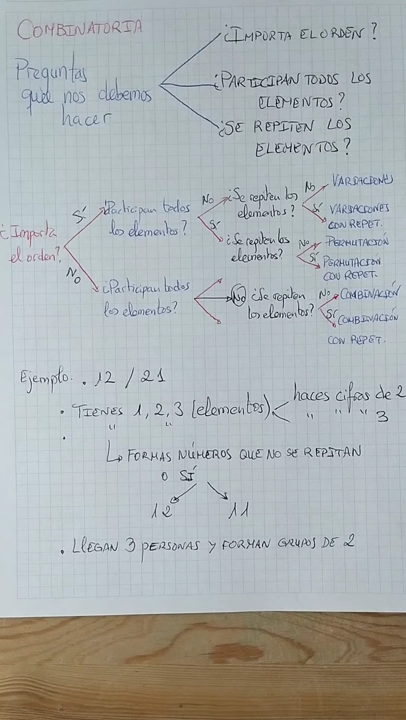 COMBINATORIA
Preguntas
que nos debemos
hacer
¿IMPORTA EL ORDEN?
¿PARTICIPAN TODOS LOS
ELEMENTOS?
¿SE REPITEN LOS
ELEMENTOS?
¿Importa
el orden?
Sí
¿Participan todos
los elementos?
No
¿Se repiten los
elementos?
No
VARIACIONES
Sí
VARIACIONES
CON REPET.
Sí
¿Se repiten los
elementos?
No
PERMUTACIÓN
Sí
PERMUTACIÓN
CON REPET.
No
¿Participan todos
los elementos?
No
¿Se repiten
los elementos?
No
COMBINACIÓN
Sí
COMBINACIÓN
CON REPET.
Ejemplo. . 12 / 21
. TIENES 1, 2, 3 (elementos)
haces cifras de 2
" " " 3
" "
.
FORMAS NÚMEROS QUE NO SE REPITAN
O SÍ
12 11
. LLEGAN 3 PERSONAS Y FORMAN GRUPOS DE 2